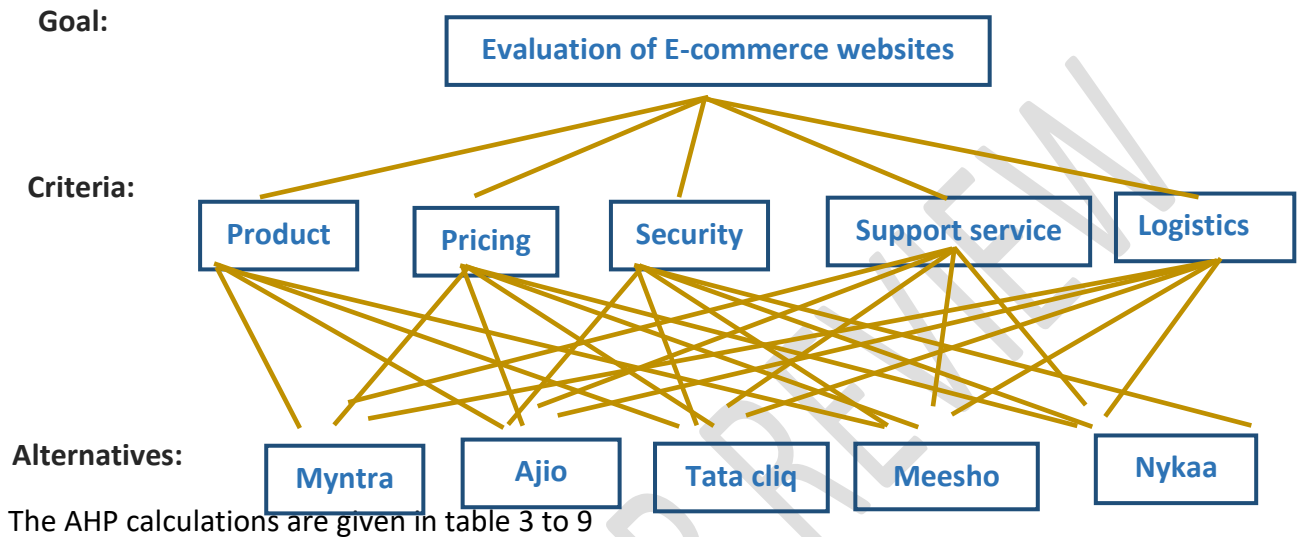 Goal:
Evaluation of E-commerce websites
Criteria:
Product
Pricing
Security
Support service
Logistics
Alternatives:
Myntra
Ajio
Tata cliq
Meesho
Nykaa
The AHP calculations are given in table 3 to 9
REVIEW